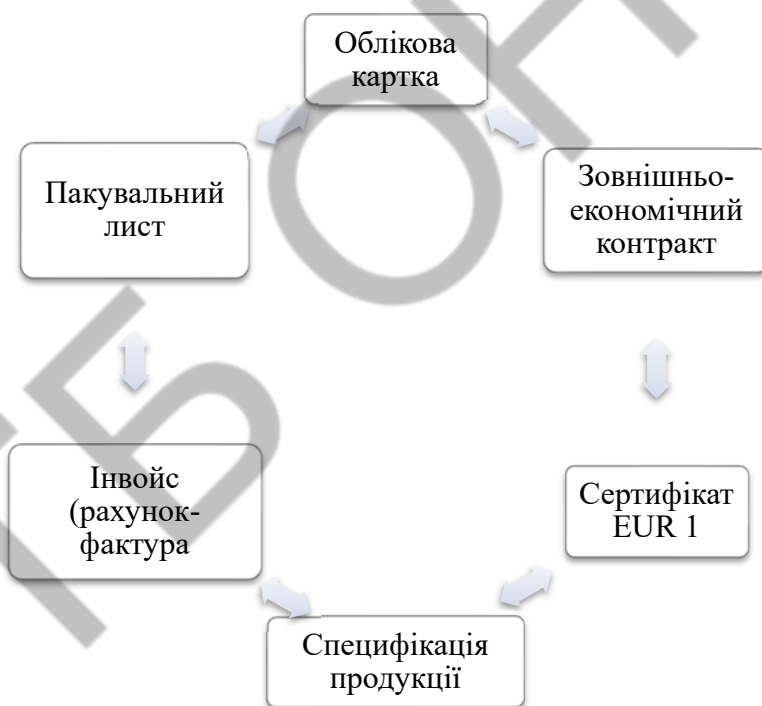 Облікова
картка
Пакувальний
лист
Зовнішньо-
економічний
контракт
Інвойс
(рахунок-
фактура
Сертифікат
EUR 1
Специфікація
продукції